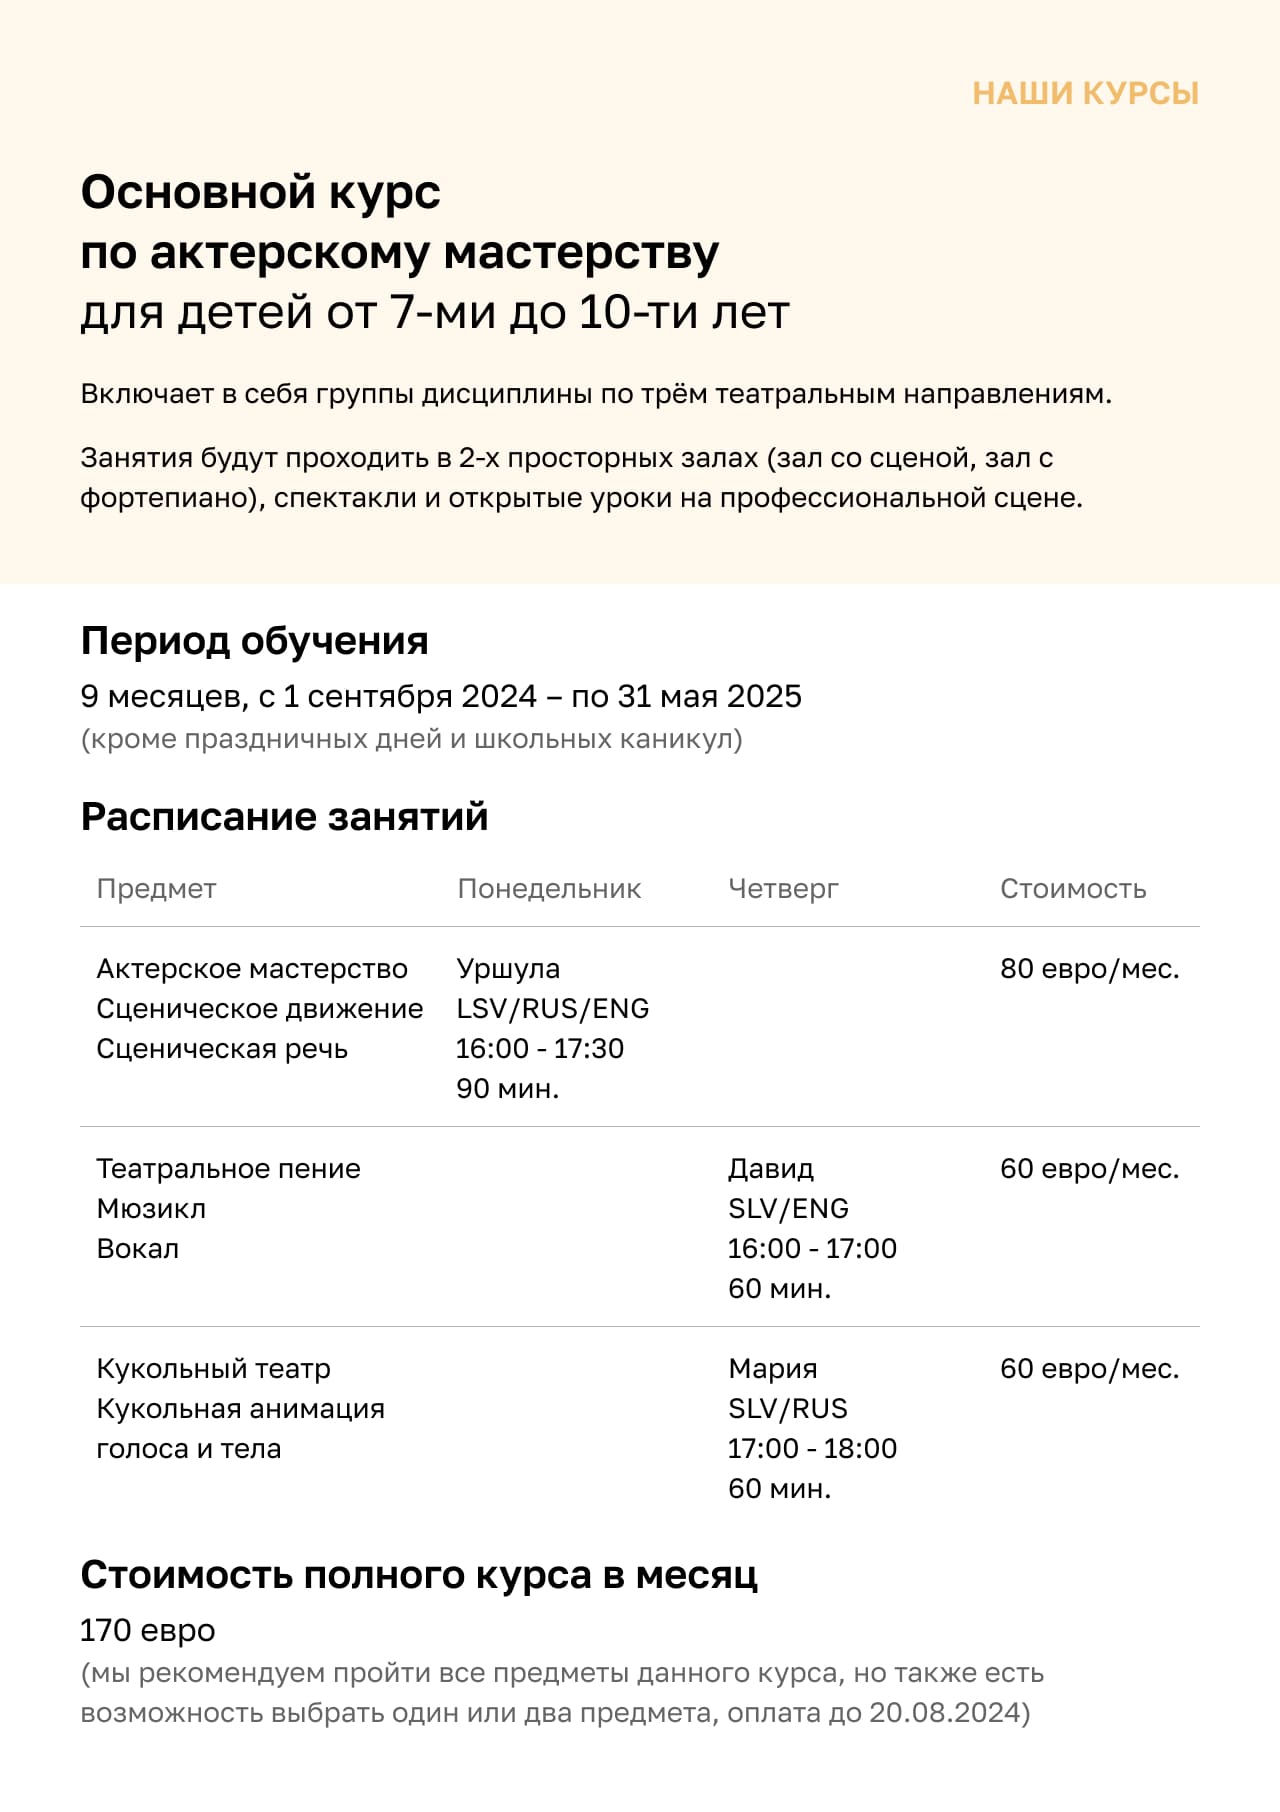 НАШИ КУРСЫ
Основной курс
по актерскому мастерству
для детей от 7-ми до 10-ти лет
Включает в себя группы дисциплины по трём театральным направлениям.
Занятия будут проходить в 2-х просторных залах (зал со сценой, зал с
фортепиано), спектакли и открытые уроки на профессиональной сцене.
Период обучения
9 месяцев, с 1 сентября 2024 – по 31 мая 2025
(кроме праздничных дней и школьных каникул)
Расписание занятий
Предмет Понедельник Четверг Стоимость
Актерское мастерство Уршула 80 евро/мес.
Сценическое движение LSV/RUS/ENG
Сценическая речь 16:00 - 17:30
90 мин.
Театральное пение Давид 60 евро/мес.
Мюзикл SLV/ENG
Вокал 16:00 - 17:00
60 мин.
Кукольный театр Мария 60 евро/мес.
Кукольная анимация SLV/RUS
голоса и тела 17:00 - 18:00
60 мин.
Стоимость полного курса в месяц
170 евро
(мы рекомендуем пройти все предметы данного курса, но также есть
возможность выбрать один или два предмета, оплата до 20.08.2024)